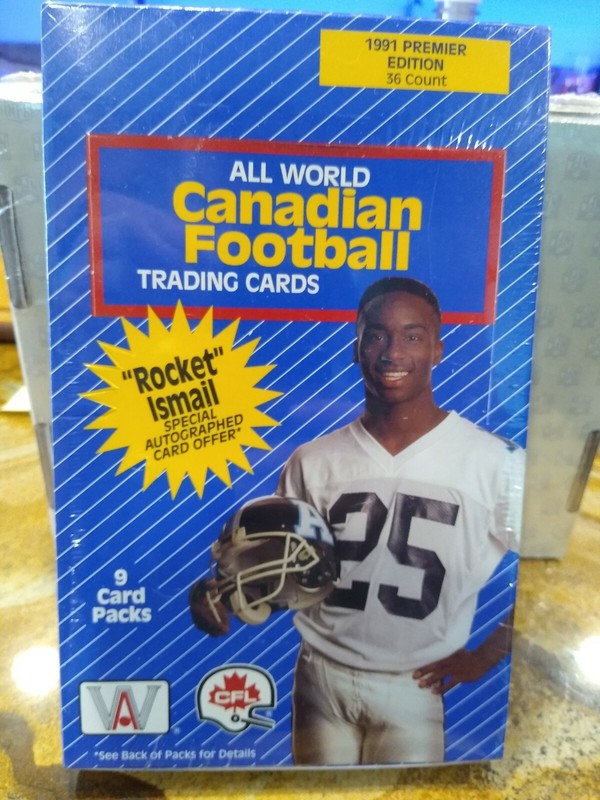 1991 PREMIER
EDITION
36 Count
ALL WORLD
Canadian
Football
TRADING CARDS
"Rocket"
Ismail
SPECIAL
AUTOGRAPHED
CARD OFFER*
25
9
Card
Packs
AW
CFL
*See Back of Packs for Details